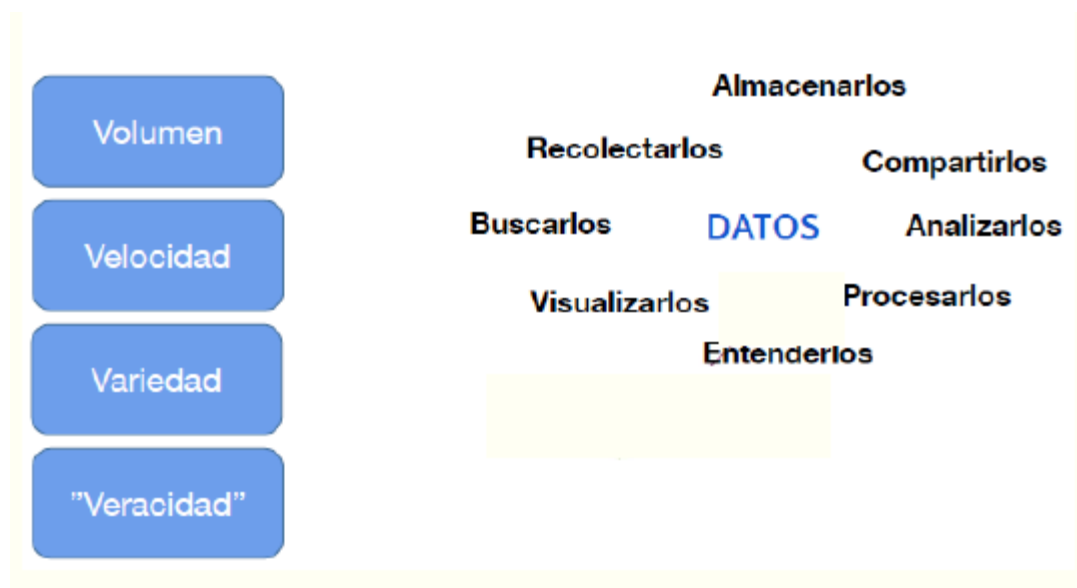 Volumen
Velocidad
Variedad
”Veracidad”
Almacenarlos
Recolectarlos
Compartirlos
Buscarlos
DATOS
Analizarlos
Visualizarlos
Procesarlos
Entenderlos